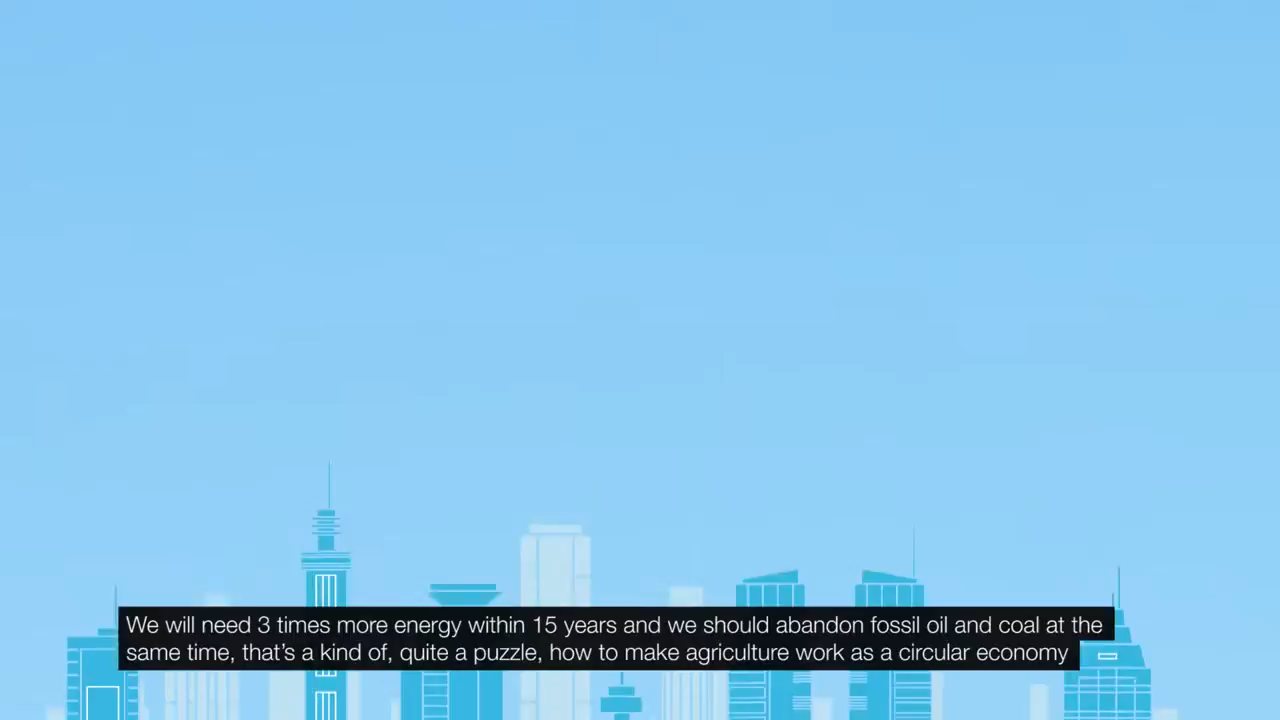 We will need 3 times more energy within 15 years and we should abandon fossil oil and coal at the
same time, that’s a kind of, quite a puzzle, how to make agriculture work as a circular economy